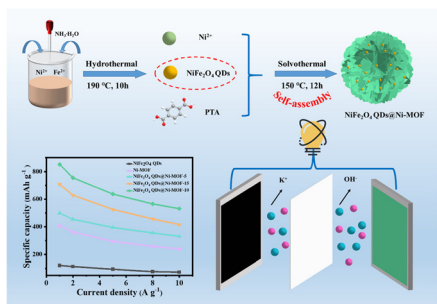 NH₃·H₂O
Ni²⁺ Fe³⁺
Hydrothermal
190 °C, 10h
Ni²⁺
NiFe₂O₄ QDs
PTA
Solvothermal
150 °C, 12h
Self-assembly
NiFe₂O₄ QDs@Ni-MOF
Specific capacity (mAh g⁻¹)
800
600
400
200
NiFe₂O₄ QDs
Ni-MOF
NiFe₂O₄ QDs@Ni-MOF-5
NiFe₂O₄ QDs@Ni-MOF-15
NiFe₂O₄ QDs@Ni-MOF-10
0 2 4 6 8 10
Current density (A g⁻¹)
K⁺
OH⁻